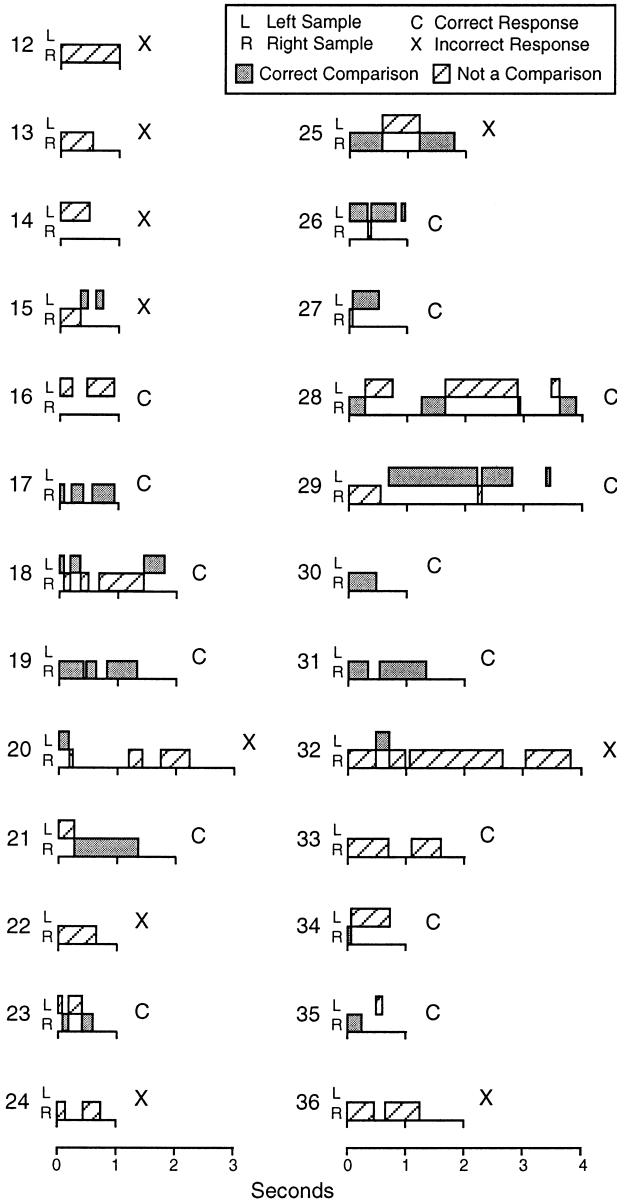 L Left Sample C Correct Response
R Right Sample X Incorrect Response
Correct Comparison Not a Comparison
12 L R X
13 L R X
14 L R X
15 L R X
16 L R C
17 L R C
18 L R C
19 L R C
20 L R X
21 L R C
22 L R X
23 L R C
24 L R X
0 1 2 3
25 L R X
26 L R C
27 L R C
28 L R C
29 L R C
30 L R C
31 L R C
32 L R X
33 L R C
34 L R C
35 L R C
36 L R X
0 1 2 3 4
Seconds